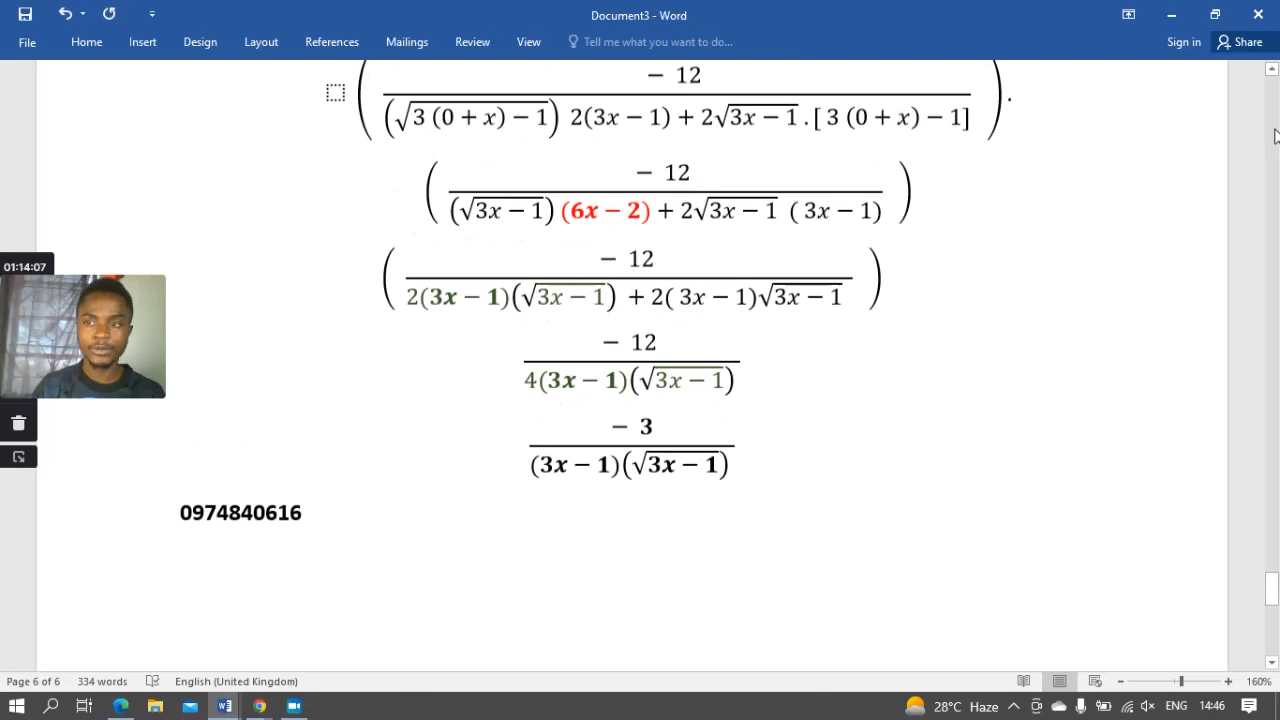 Document3 - Word
File Home Insert Design Layout References Mailings Review View Tell me what you want to do... Sign in Share
( − 12 / (√3 (0 + x) − 1) 2(3x − 1) + 2√3x − 1 . [ 3 (0 + x) − 1] ) .
( − 12 / (√3x − 1) (6x − 2) + 2√3x − 1 ( 3x − 1) )
01:14:07
( − 12 / 2(3x − 1)(√3x − 1) + 2( 3x − 1)√3x − 1 )
− 12 / 4(3x − 1)(√3x − 1)
− 3 / (3x − 1)(√3x − 1)
0974840616
Page 6 of 6 334 words English (United Kingdom) 160%
28°C Haze ENG 14:46